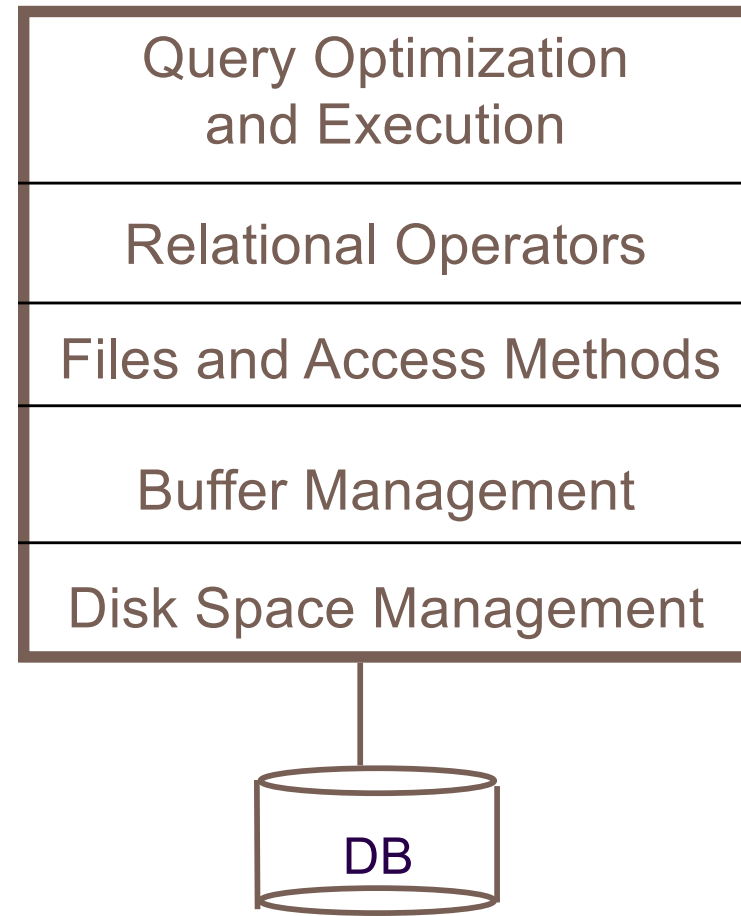 Query Optimization
and Execution
Relational Operators
Files and Access Methods
Buffer Management
Disk Space Management
DB